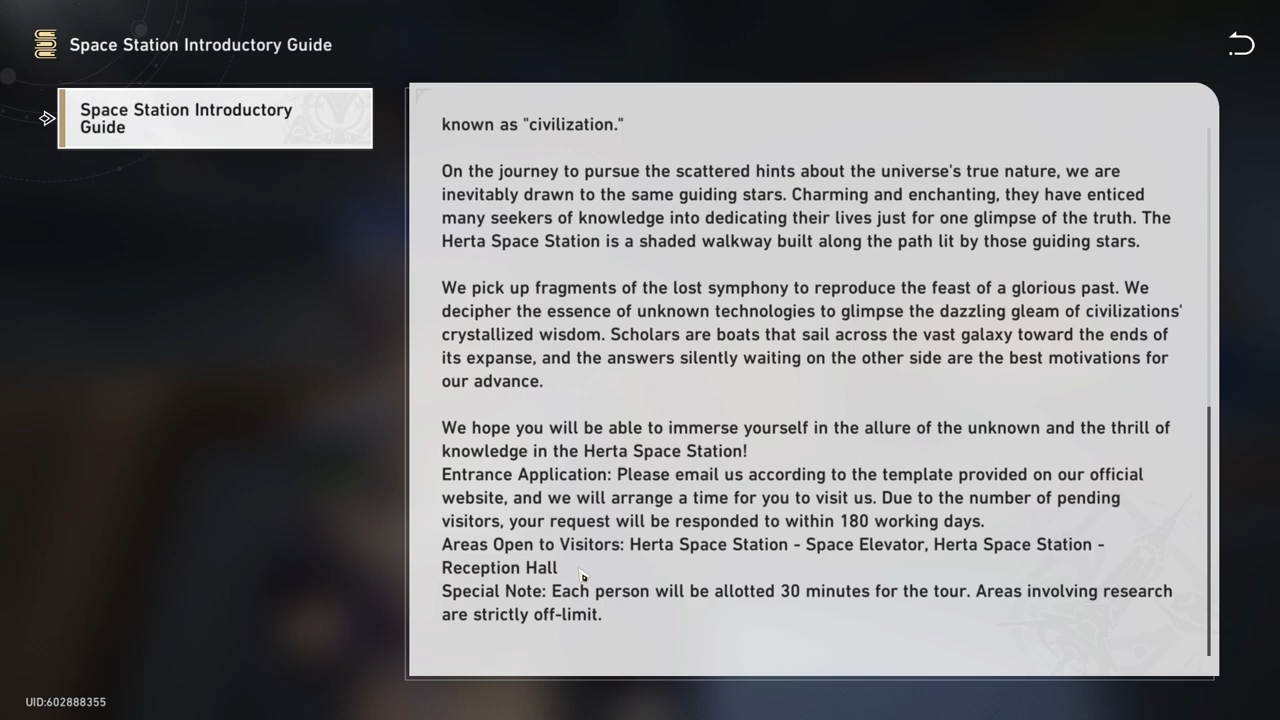 Space Station Introductory Guide
Space Station Introductory
Guide
known as "civilization."
On the journey to pursue the scattered hints about the universe's true nature, we are
inevitably drawn to the same guiding stars. Charming and enchanting, they have enticed
many seekers of knowledge into dedicating their lives just for one glimpse of the truth. The
Herta Space Station is a shaded walkway built along the path lit by those guiding stars.
We pick up fragments of the lost symphony to reproduce the feast of a glorious past. We
decipher the essence of unknown technologies to glimpse the dazzling gleam of civilizations'
crystallized wisdom. Scholars are boats that sail across the vast galaxy toward the ends of
its expanse, and the answers silently waiting on the other side are the best motivations for
our advance.
We hope you will be able to immerse yourself in the allure of the unknown and the thrill of
knowledge in the Herta Space Station!
Entrance Application: Please email us according to the template provided on our official
website, and we will arrange a time for you to visit us. Due to the number of pending
visitors, your request will be responded to within 180 working days.
Areas Open to Visitors: Herta Space Station - Space Elevator, Herta Space Station -
Reception Hall
Special Note: Each person will be allotted 30 minutes for the tour. Areas involving research
are strictly off-limit.
UID:602888355